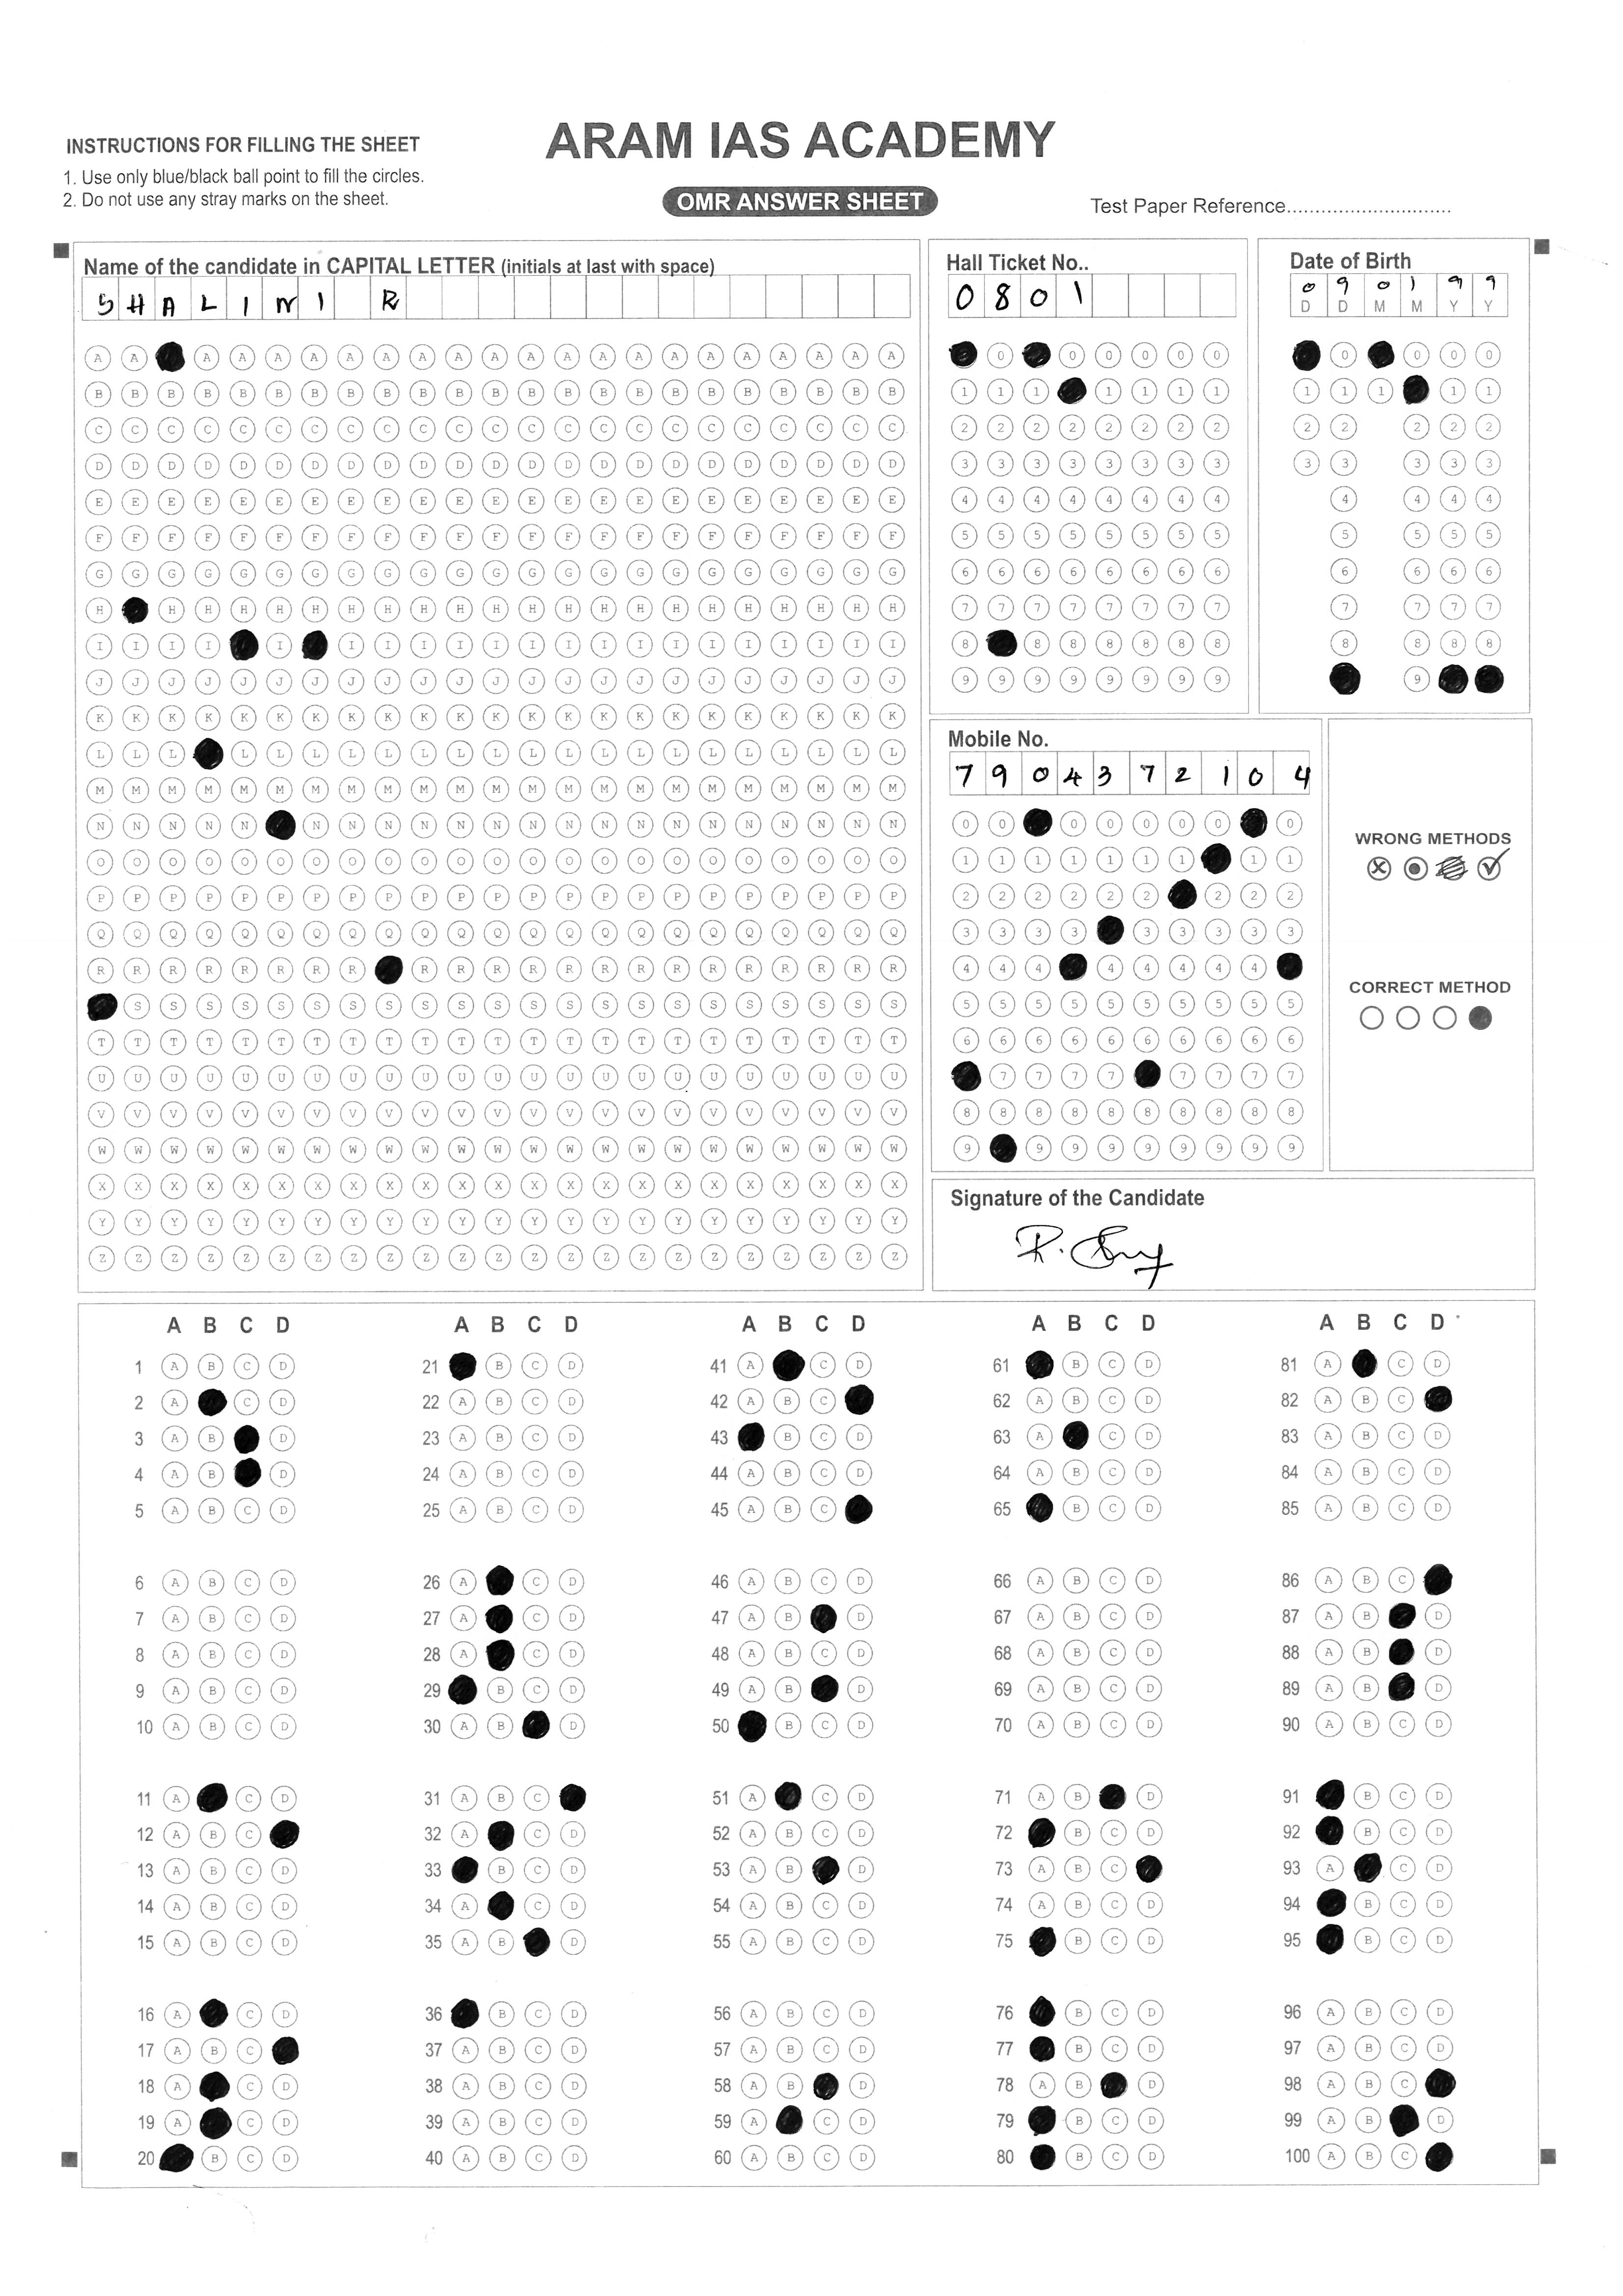 ARAM IAS ACADEMY
INSTRUCTIONS FOR FILLING THE SHEET
1. Use only blue/black ball point to fill the circles.
2. Do not use any stray marks on the sheet.
OMR ANSWER SHEET
Test Paper Reference............................
Name of the candidate in CAPITAL LETTER (initials at last with space)
SHALINI R
Hall Ticket No..
0801
Date of Birth
0 9 0 1 9 9
D D M M Y Y
Mobile No.
7904372104
WRONG METHODS
CORRECT METHOD
Signature of the Candidate
A B C D A B C D A B C D A B C D A B C D
1 21 41 61 81
2 22 42 62 82
3 23 43 63 83
4 24 44 64 84
5 25 45 65 85
6 26 46 66 86
7 27 47 67 87
8 28 48 68 88
9 29 49 69 89
10 30 50 70 90
11 31 51 71 91
12 32 52 72 92
13 33 53 73 93
14 34 54 74 94
15 35 55 75 95
16 36 56 76 96
17 37 57 77 97
18 38 58 78 98
19 39 59 79 99
20 40 60 80 100